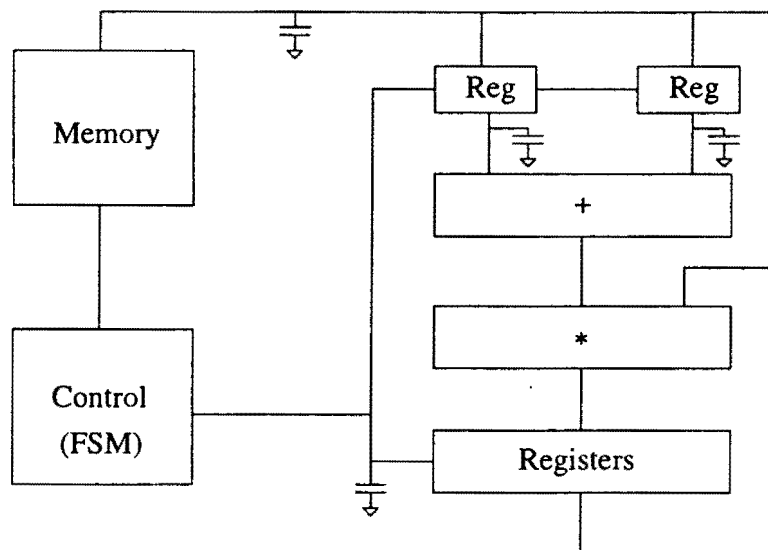 Memory
Reg
Reg
+
*
Control
(FSM)
Registers